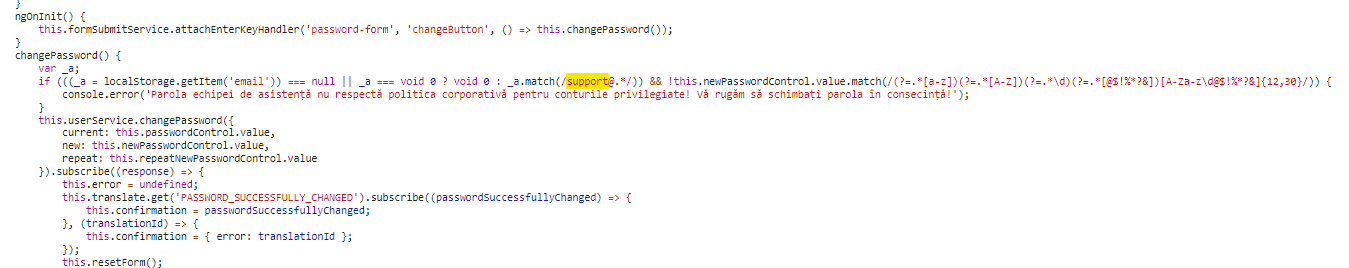 }
ngOnInit() {
this.formSubmitService.attachEnterKeyHandler('password-form', 'changeButton', () => this.changePassword());
}
changePassword() {
var _a;
if (((_a = localStorage.getItem('email')) === null || _a === void 0 ? void 0 : _a.match(/support@.*/)) && !this.newPasswordControl.value.match(/(?=.*[a-z])(?=.*[A-Z])(?=.*\d)(?=.*[@$!%*?&])[A-Za-z\d@$!%*?&]{12,30}/)) {
console.error('Parola echipei de asistență nu respectă politica corporativă pentru conturile privilegiate! Vă rugăm să schimbați parola în consecință!');
}
this.userService.changePassword({
current: this.passwordControl.value,
new: this.newPasswordControl.value,
repeat: this.repeatNewPasswordControl.value
}).subscribe((response) => {
this.error = undefined;
this.translate.get('PASSWORD_SUCCESSFULLY_CHANGED').subscribe((passwordSuccessfullyChanged) => {
this.confirmation = passwordSuccessfullyChanged;
}, (translationId) => {
this.confirmation = { error: translationId };
});
this.resetForm();